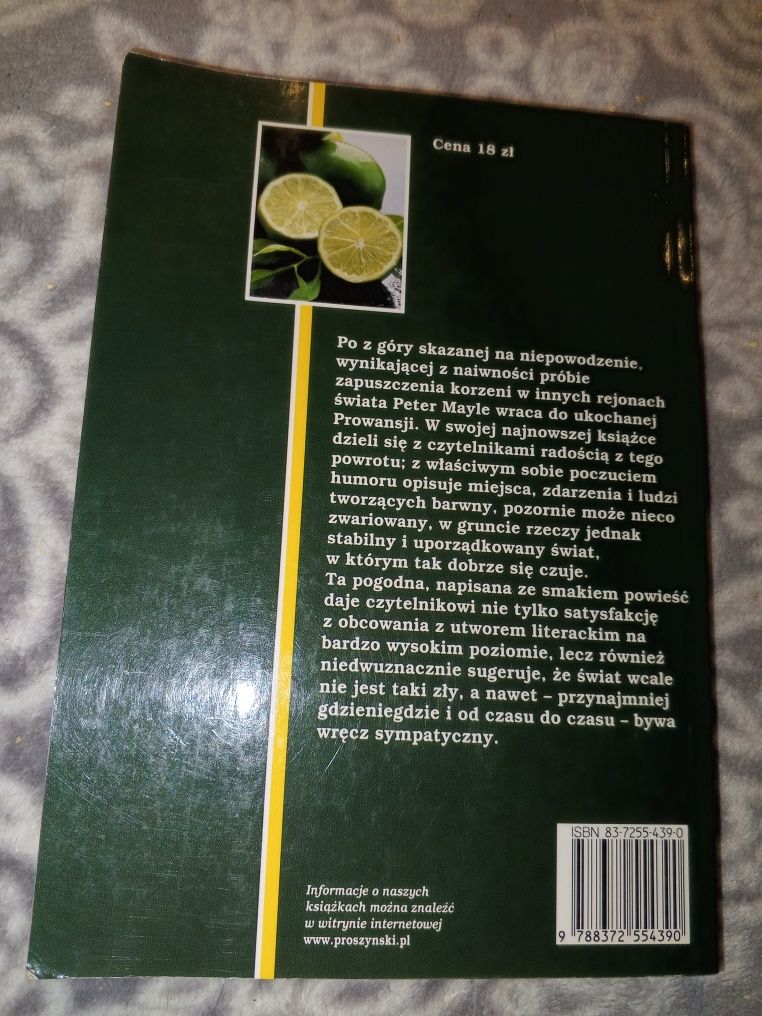 Cena 18 zł
Po z góry skazanej na niepowodzenie,
wynikającej z naiwności próbie
zapuszczenia korzeni w innych rejonach
świata Peter Mayle wraca do ukochanej
Prowansji. W swojej najnowszej książce
dzieli się z czytelnikami radością z tego
powrotu; z właściwym sobie poczuciem
humoru opisuje miejsca, zdarzenia i ludzi
tworzących barwny, pozornie może nieco
zwariowany, w gruncie rzeczy jednak
stabilny i uporządkowany świat,
w którym tak dobrze się czuje.
Ta pogodna, napisana ze smakiem powieść
daje czytelnikowi nie tylko satysfakcję
z obcowania z utworem literackim na
bardzo wysokim poziomie, lecz również
niedwuznacznie sugeruje, że świat wcale
nie jest taki zły, a nawet – przynajmniej
gdzieniegdzie i od czasu do czasu – bywa
wręcz sympatyczny.
ISBN 83-7255-439-0
9 788372 554390
Informacje o naszych
książkach można znaleźć
w witrynie internetowej
www.proszynski.pl